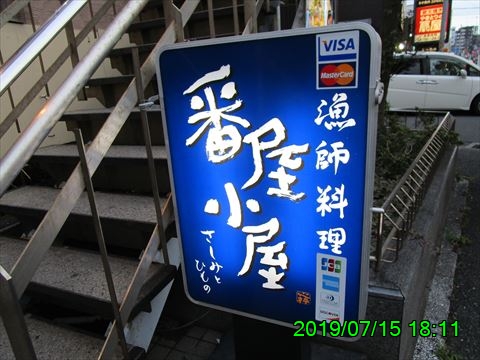 VISA
MasterCard
漁師料理
番屋小屋
さしみと
ひもの
JCB
2019/07/15 18:11